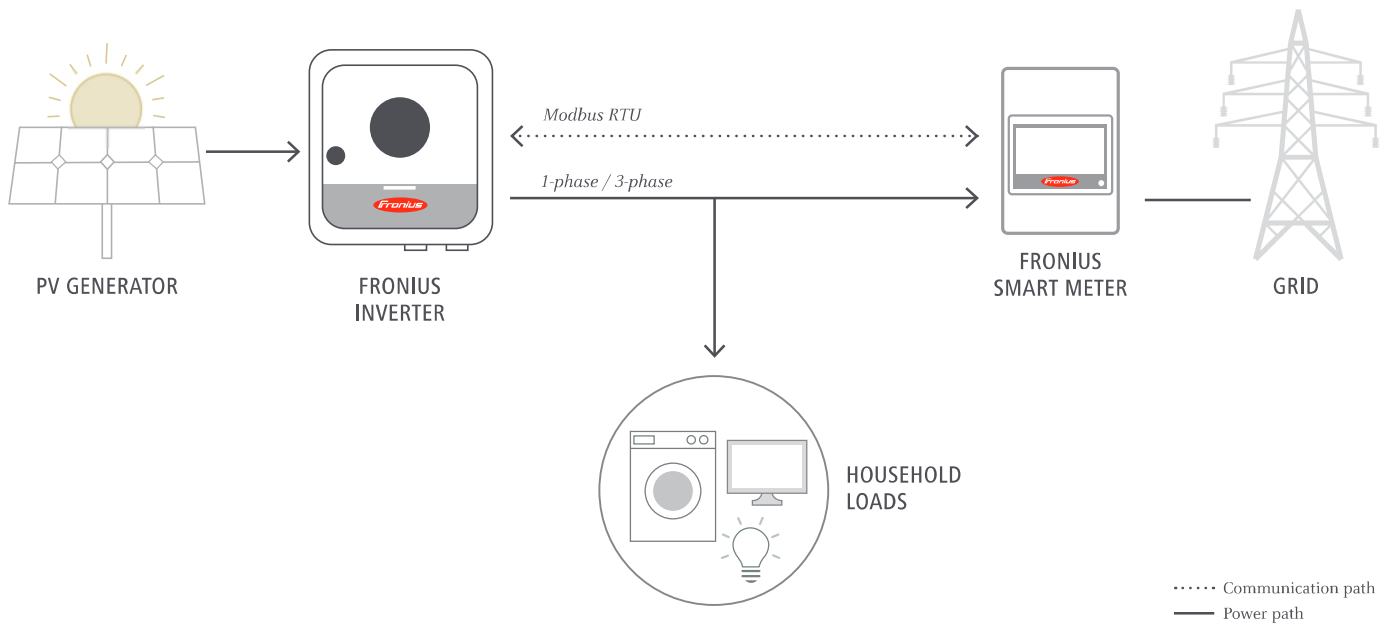 Modbus RTU
1-phase / 3-phase
Fronius
Fronius
PV GENERATOR
FRONIUS
INVERTER
FRONIUS
SMART METER
GRID
HOUSEHOLD
LOADS
Communication path
Power path